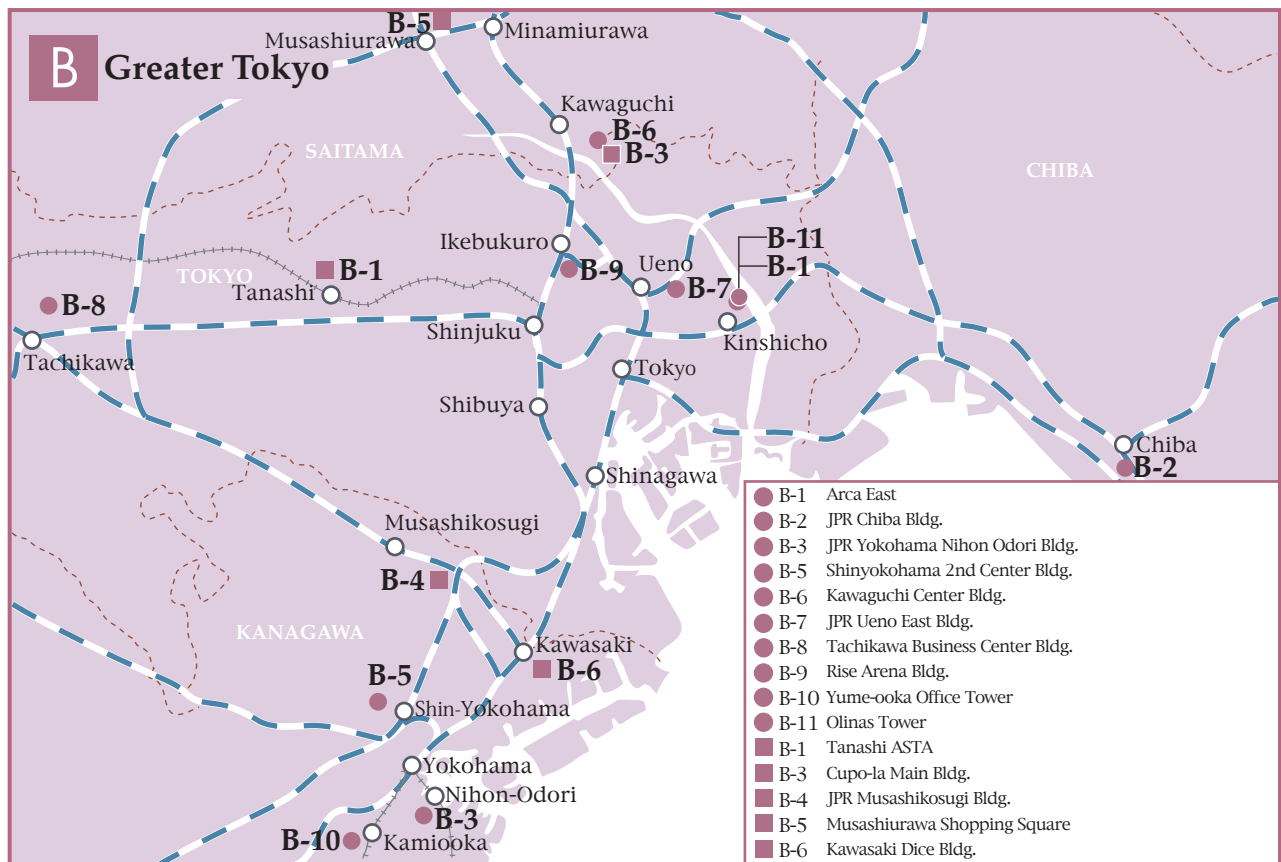 B Greater Tokyo
B-5
Musashiurawa
Minamiurawa
Kawaguchi
B-6
B-3
SAITAMA
CHIBA
Ikebukuro
B-11
B-1
B-9
Ueno
B-7
TOKYO
B-1
Tanashi
B-8
Shinjuku
Kinshicho
Tachikawa
Tokyo
Shibuya
Chiba
B-2
Shinagawa
Musashikosugi
B-4
KANAGAWA
Kawasaki
B-6
B-5
Shin-Yokohama
Yokohama
Nihon-Odori
B-3
B-10
Kamiooka
B-1 Arca East
B-2 JPR Chiba Bldg.
B-3 JPR Yokohama Nihon Odori Bldg.
B-5 Shinyokohama 2nd Center Bldg.
B-6 Kawaguchi Center Bldg.
B-7 JPR Ueno East Bldg.
B-8 Tachikawa Business Center Bldg.
B-9 Rise Arena Bldg.
B-10 Yume-ooka Office Tower
B-11 Olinas Tower
B-1 Tanashi ASTA
B-3 Cupo-la Main Bldg.
B-4 JPR Musashikosugi Bldg.
B-5 Musashiurawa Shopping Square
B-6 Kawasaki Dice Bldg.